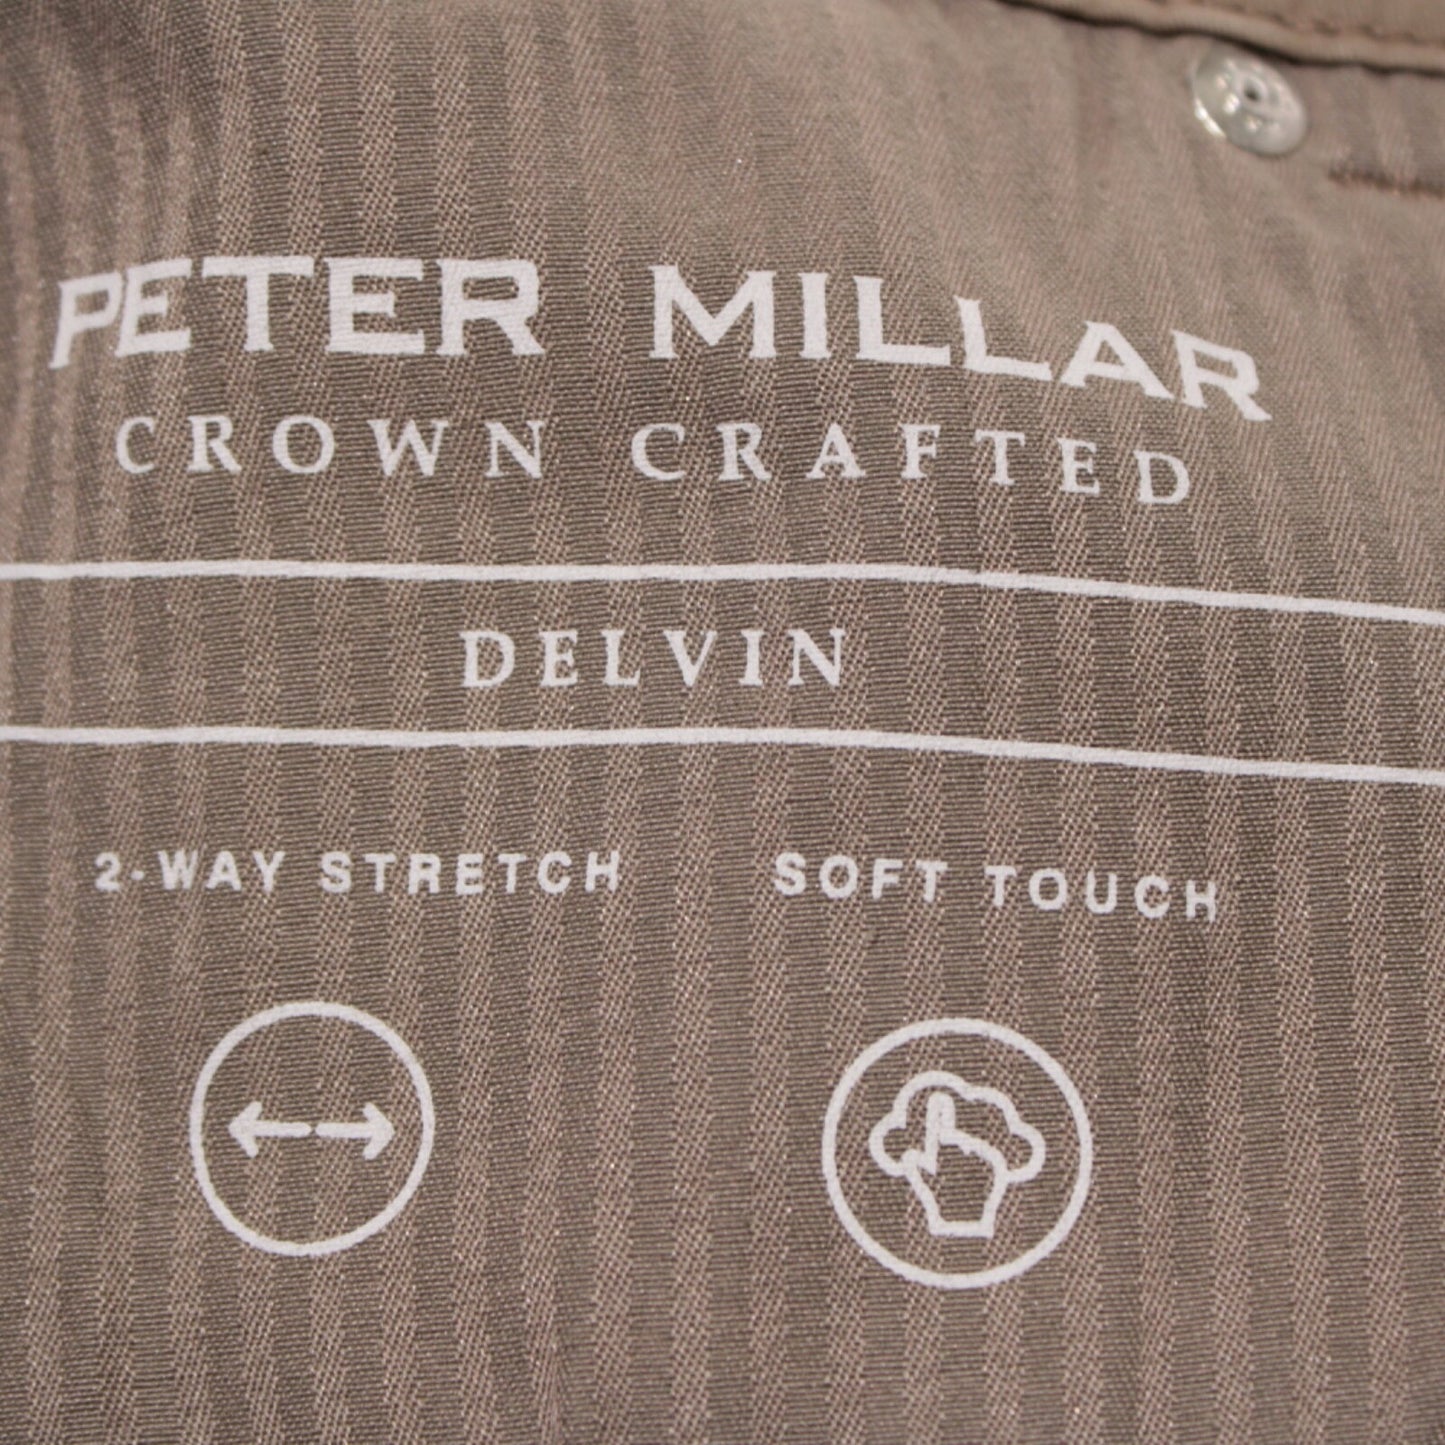 PETER MILLAR
CROWN CRAFTED
DELVIN
2-WAY STRETCH SOFT TOUCH